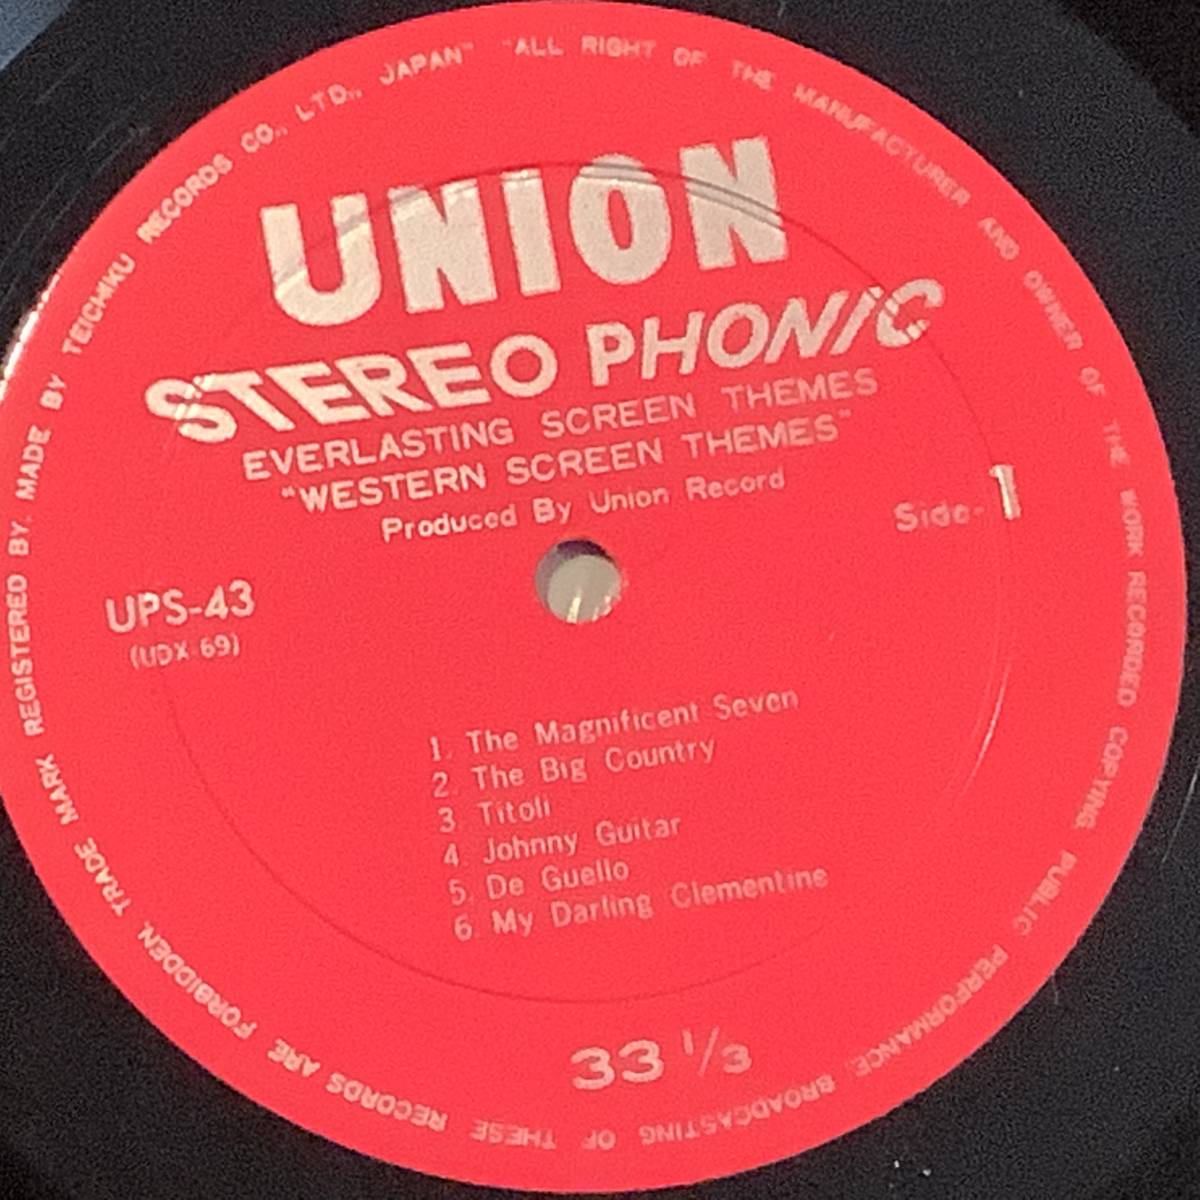 UNION
STEREO PHONIC
EVERLASTING SCREEN THEMES
"WESTERN SCREEN THEMES"
Produced By Union Record
Side-1
UPS-43
(UDX 69)
1. The Magnificent Seven
2. The Big Country
3. Titoli
4. Johnny Guitar
5. De Guello
6. My Darling Clementine
33 1/3
"ALL RIGHT OF THE MANUFACTURER AND OWNER OF THE WORK RECORDED COPYING, PUBLIC PERFORMANCE, BROADCASTING OF THESE RECORDS ARE FORBIDDEN. TRADE MARK REGISTERED BY. MADE BY TEICHIKU RECORDS CO., LTD., JAPAN"